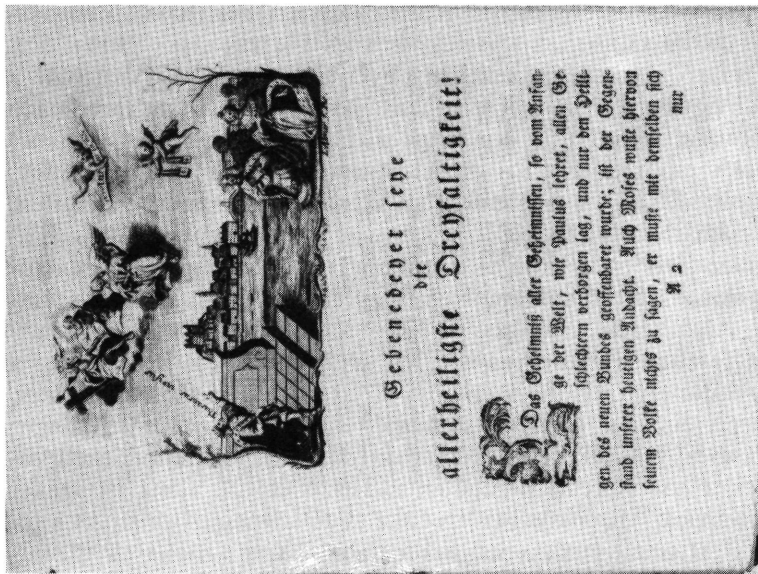 Gebenedeyet seye
die
allerheiligste Dreyfaltigkeit!
Das Geheimniß aller Geheimnissen, so vom Anfan-
ge der Welt, wie Paulus lehret, allen Ge-
schlechtern verborgen lag, und nur den Heili-
gen des neuen Bundes geoffenbaret wurde; ist der Gegen-
stand unserer heutigen Andacht. Auch Moses wuste hiervon
seinem Volke nichts zu sagen, er muste mit demselben sich
A 2
nur